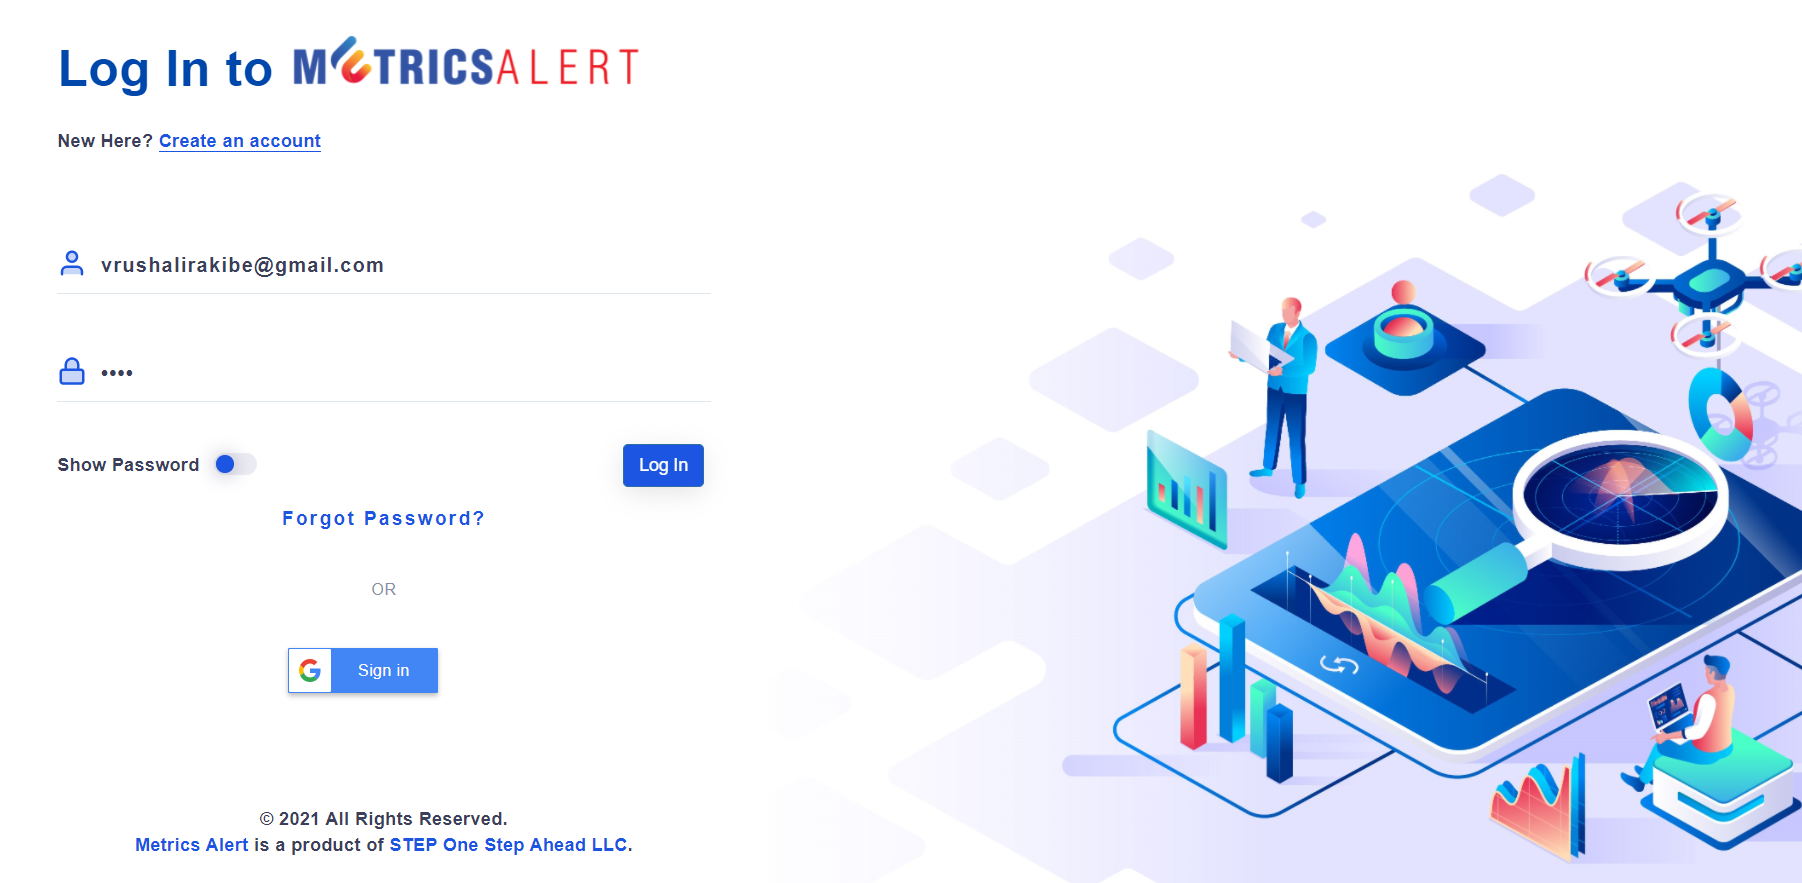 Log In to METRICSALERT
New Here? Create an account
vrushalirakibe@gmail.com
••••
Show Password
Log In
Forgot Password?
OR
G Sign in
© 2021 All Rights Reserved.
Metrics Alert is a product of STEP One Step Ahead LLC.